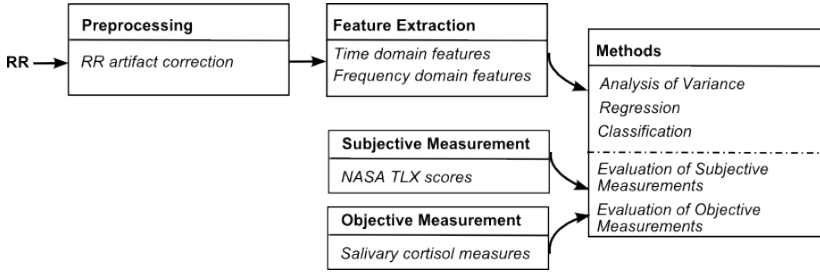 RR
Preprocessing
RR artifact correction
Feature Extraction
Time domain features
Frequency domain features
Subjective Measurement
NASA TLX scores
Objective Measurement
Salivary cortisol measures
Methods
Analysis of Variance
Regression
Classification
Evaluation of Subjective
Measurements
Evaluation of Objective
Measurements